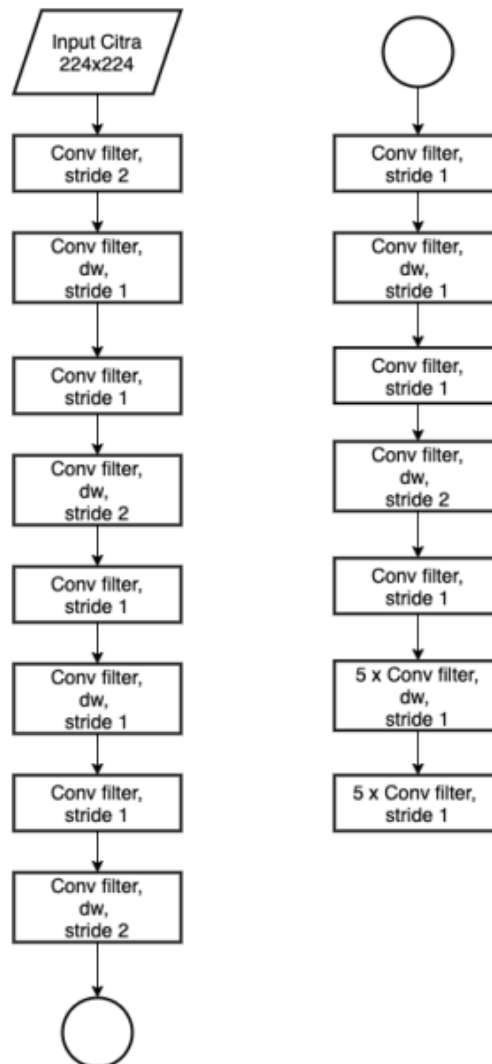 Input Citra
224x224
Conv filter,
stride 2
Conv filter,
dw,
stride 1
Conv filter,
stride 1
Conv filter,
dw,
stride 2
Conv filter,
stride 1
Conv filter,
dw,
stride 1
Conv filter,
stride 1
Conv filter,
dw,
stride 2
Conv filter,
stride 1
Conv filter,
dw,
stride 1
Conv filter,
stride 1
Conv filter,
dw,
stride 2
Conv filter,
stride 1
5 x Conv filter,
dw,
stride 1
5 x Conv filter,
stride 1